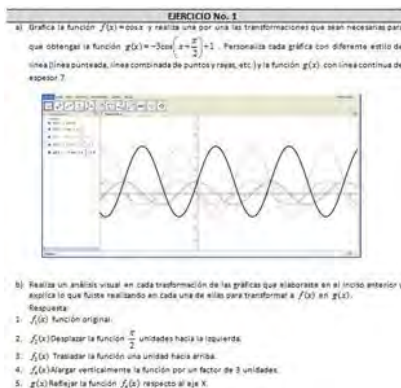 EJERCICIO No. 1
a) Grafica la función f(x)=cosx y realiza una por una las transformaciones que sean necesarias para
que obtengas la función g(x)=-3cos(x+π/2)+1 . Personaliza cada gráfica con diferente estilo de
línea (línea punteada, línea combinada de puntos y rayas, etc.) y la función g(x) con línea continua de
espesor 7.
b) Realiza un análisis visual en cada trasformación de las gráficas que elaboraste en el inciso anterior y
explica lo que fuiste realizando en cada una de ellas para transformar a f(x) en g(x).
Respuesta:
1. f₁(x) función original.
2. f₂(x) Desplazar la función π/2 unidades hacia la izquierda.
3. f₃(x) Trasladar la función una unidad hacia arriba.
4. f₄(x) Alargar verticalmente la función por un factor de 3 unidades.
5. g(x) Reflejar la función f₄(x) respecto al eje X.